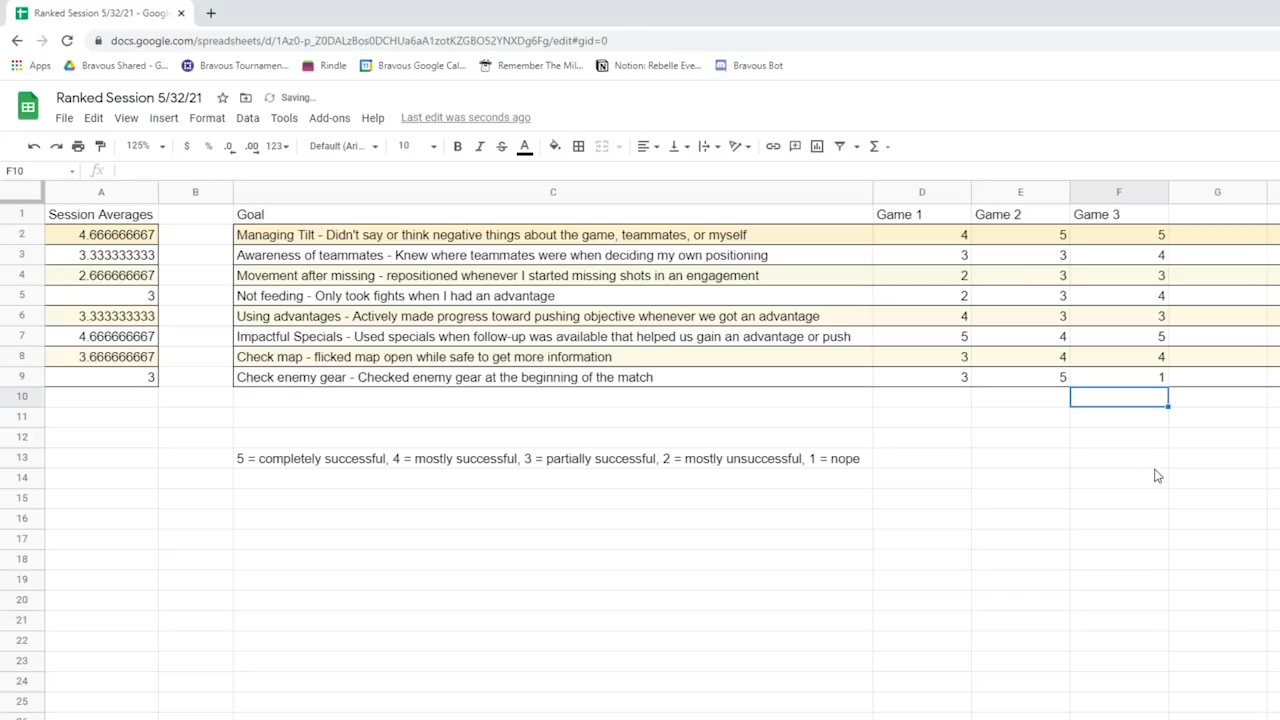 Ranked Session 5/32/21 - Googl
docs.google.com/spreadsheets/d/1Az0-p_Z0DALzBos0DCHUa6aA1zotKZGBO52YNXDg6Fg/edit#gid=0
Apps Bravous Shared - G... Bravous Tournamen... Rindle Bravous Google Cal... Remember The Mil... Notion: Rebelle Eve... Bravous Bot
Ranked Session 5/32/21 Saving...
File Edit View Insert Format Data Tools Add-ons Help Last edit was seconds ago
125% $ % .0 .00 123 Default (Ari... 10 B I S A Σ
F10 fx
A B C D E F G
1 Session Averages Goal Game 1 Game 2 Game 3
2 4.666666667 Managing Tilt - Didn't say or think negative things about the game, teammates, or myself 4 5 5
3 3.333333333 Awareness of teammates - Knew where teammates were when deciding my own positioning 3 3 4
4 2.666666667 Movement after missing - repositioned whenever I started missing shots in an engagement 2 3 3
5 3 Not feeding - Only took fights when I had an advantage 2 3 4
6 3.333333333 Using advantages - Actively made progress toward pushing objective whenever we got an advantage 4 3 3
7 4.666666667 Impactful Specials - Used specials when follow-up was available that helped us gain an advantage or push 5 4 5
8 3.666666667 Check map - flicked map open while safe to get more information 3 4 4
9 3 Check enemy gear - Checked enemy gear at the beginning of the match 3 5 1
10
11
12
13 5 = completely successful, 4 = mostly successful, 3 = partially successful, 2 = mostly unsuccessful, 1 = nope
14
15
16
17
18
19
20
21
22
23
24
25